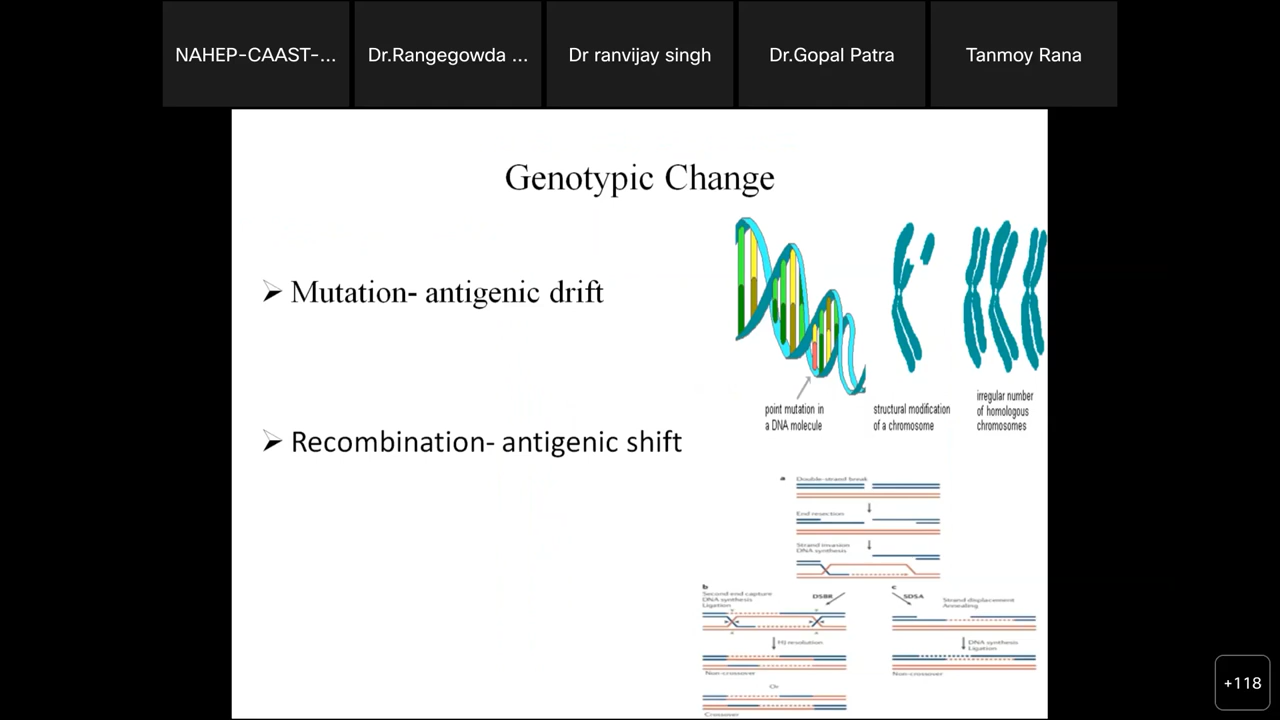 NAHEP-CAAST-...
Dr.Rangegowda ...
Dr ranvijay singh
Dr.Gopal Patra
Tanmoy Rana
Genotypic Change
➢ Mutation- antigenic drift
➢ Recombination- antigenic shift
point mutation in
a DNA molecule
structural modification
of a chromosome
irregular number
of homologous
chromosomes
a
Double-strand break
End resection
Strand invasion
DNA synthesis
b
Second end capture
DNA synthesis
Ligation
DSBR
HJ resolution
Non-crossover
Or
Crossover
c
SDSA
Strand displacement
Annealing
DNA synthesis
Ligation
Non-crossover
+118